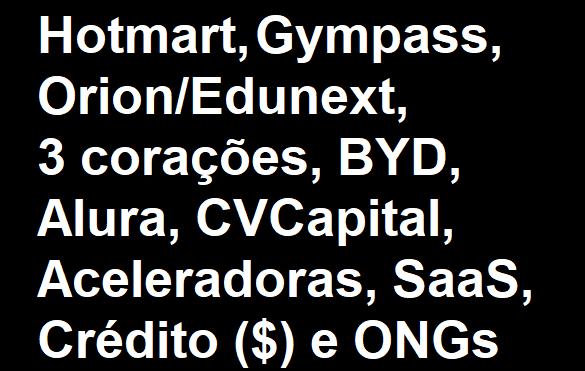 Hotmart, Gympass,
Orion/Edunext,
3 corações, BYD,
Alura, CVCapital,
Aceleradoras, SaaS,
Crédito ($) e ONGs